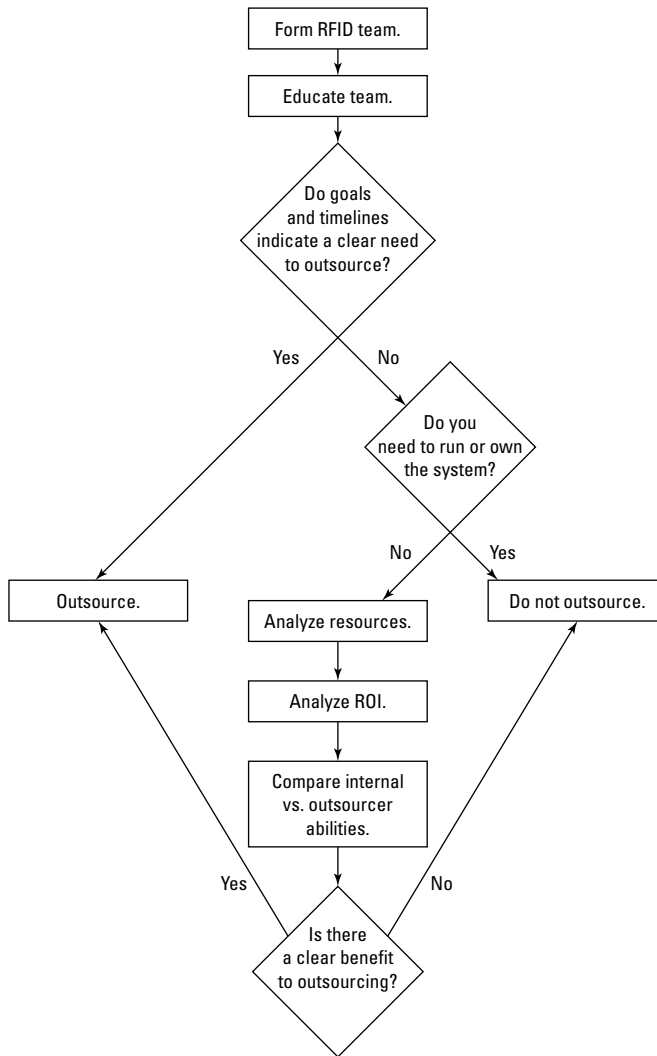 Form RFID team.
Educate team.
Do goals
and timelines
indicate a clear need
to outsource?
Yes
No
Do you
need to run or own
the system?
No
Yes
Outsource.
Analyze resources.
Do not outsource.
Analyze ROI.
Compare internal
vs. outsourcer
abilities.
Yes
No
Is there
a clear benefit
to outsourcing?